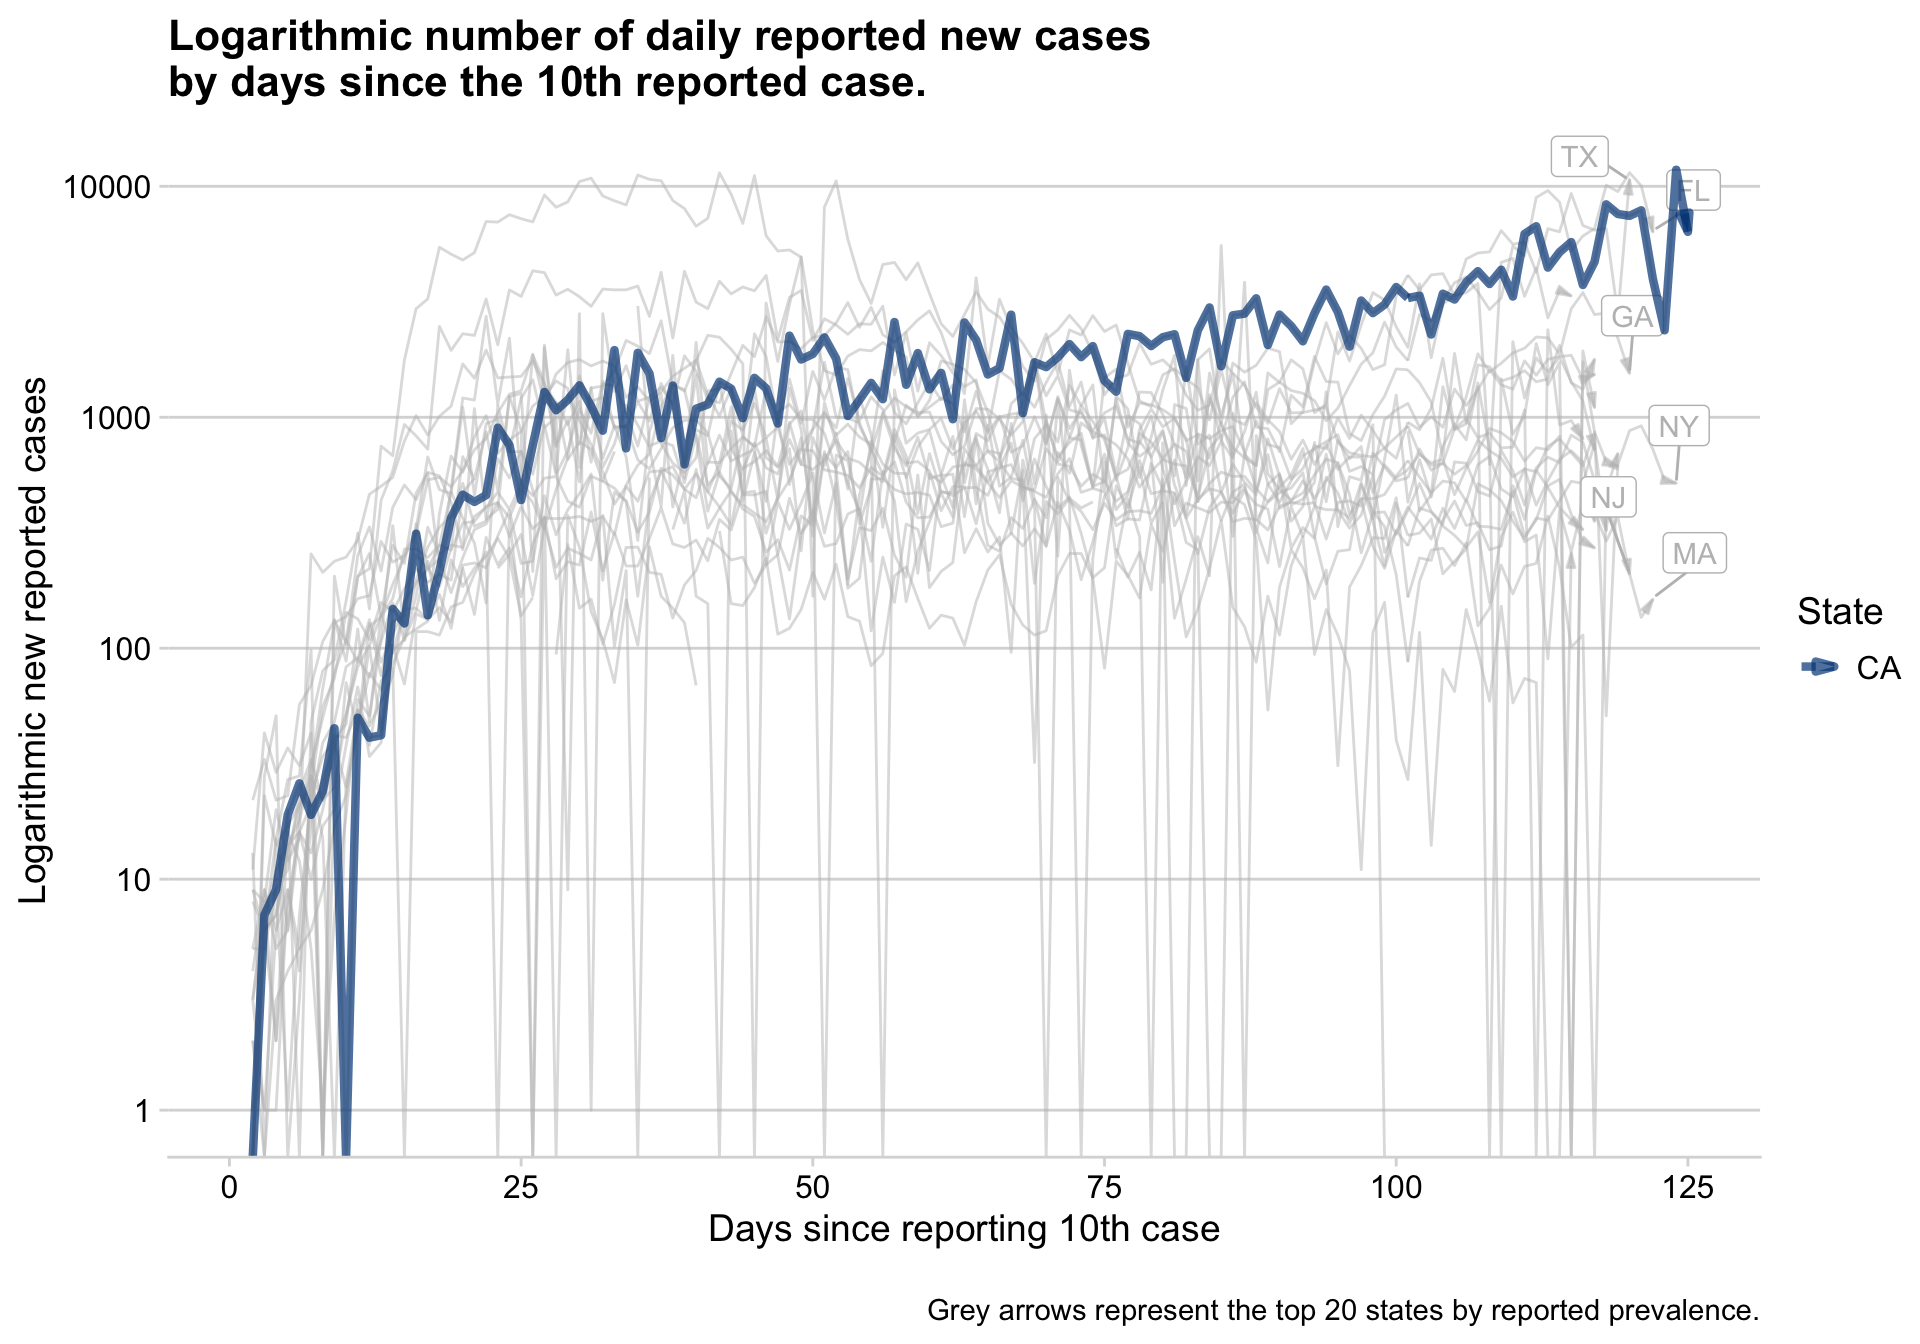 Logarithmic number of daily reported new cases
by days since the 10th reported case.
Logarithmic new reported cases
10000
1000
100
10
1
TX
FL
GA
NY
NJ
MA
State
CA
0
25
50
75
100
125
Days since reporting 10th case
Grey arrows represent the top 20 states by reported prevalence.